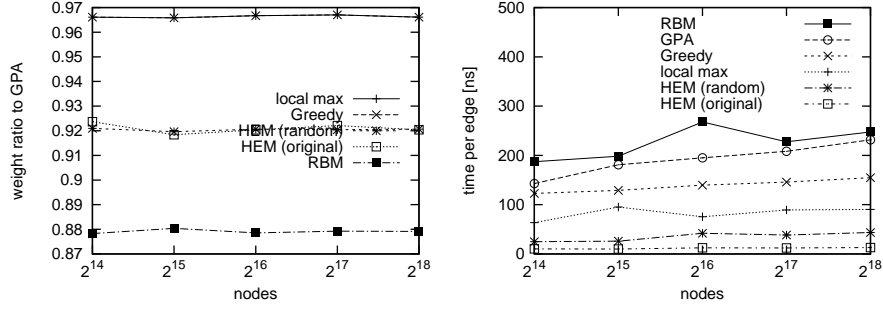 0.97
0.96
0.95
0.94
0.93
0.92
0.91
0.9
0.89
0.88
0.87
weight ratio to GPA
2^14 2^15 2^16 2^17 2^18
nodes
local max
Greedy
HEM (random)
HEM (original)
RBM
500
400
300
200
100
0
time per edge [ns]
2^14 2^15 2^16 2^17 2^18
nodes
RBM
GPA
Greedy
local max
HEM (random)
HEM (original)